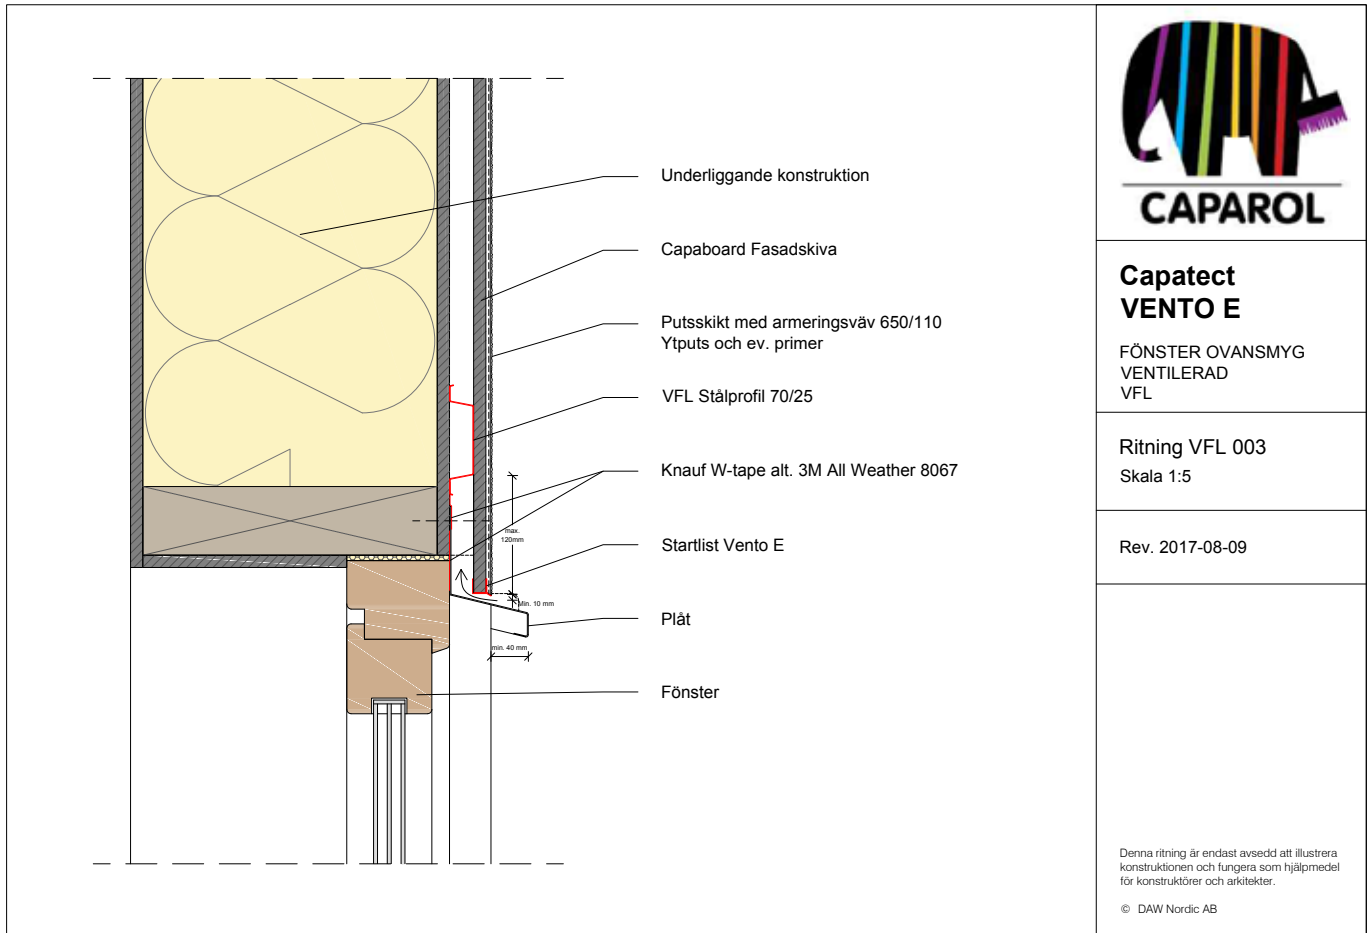 Underliggande konstruktion
Capaboard Fasadskiva
Putsskikt med armeringsväv 650/110
Ytputs och ev. primer
VFL Stålprofil 70/25
Knauf W-tape alt. 3M All Weather 8067
max.
120mm
Startlist Vento E
Min. 10 mm
Plåt
min. 40 mm
Fönster
CAPAROL
Capatect
VENTO E
FÖNSTER OVANSMYG
VENTILERAD
VFL
Ritning VFL 003
Skala 1:5
Rev. 2017-08-09
Denna ritning är endast avsedd att illustrera
konstruktionen och fungera som hjälpmedel
för konstruktörer och arkitekter.
© DAW Nordic AB